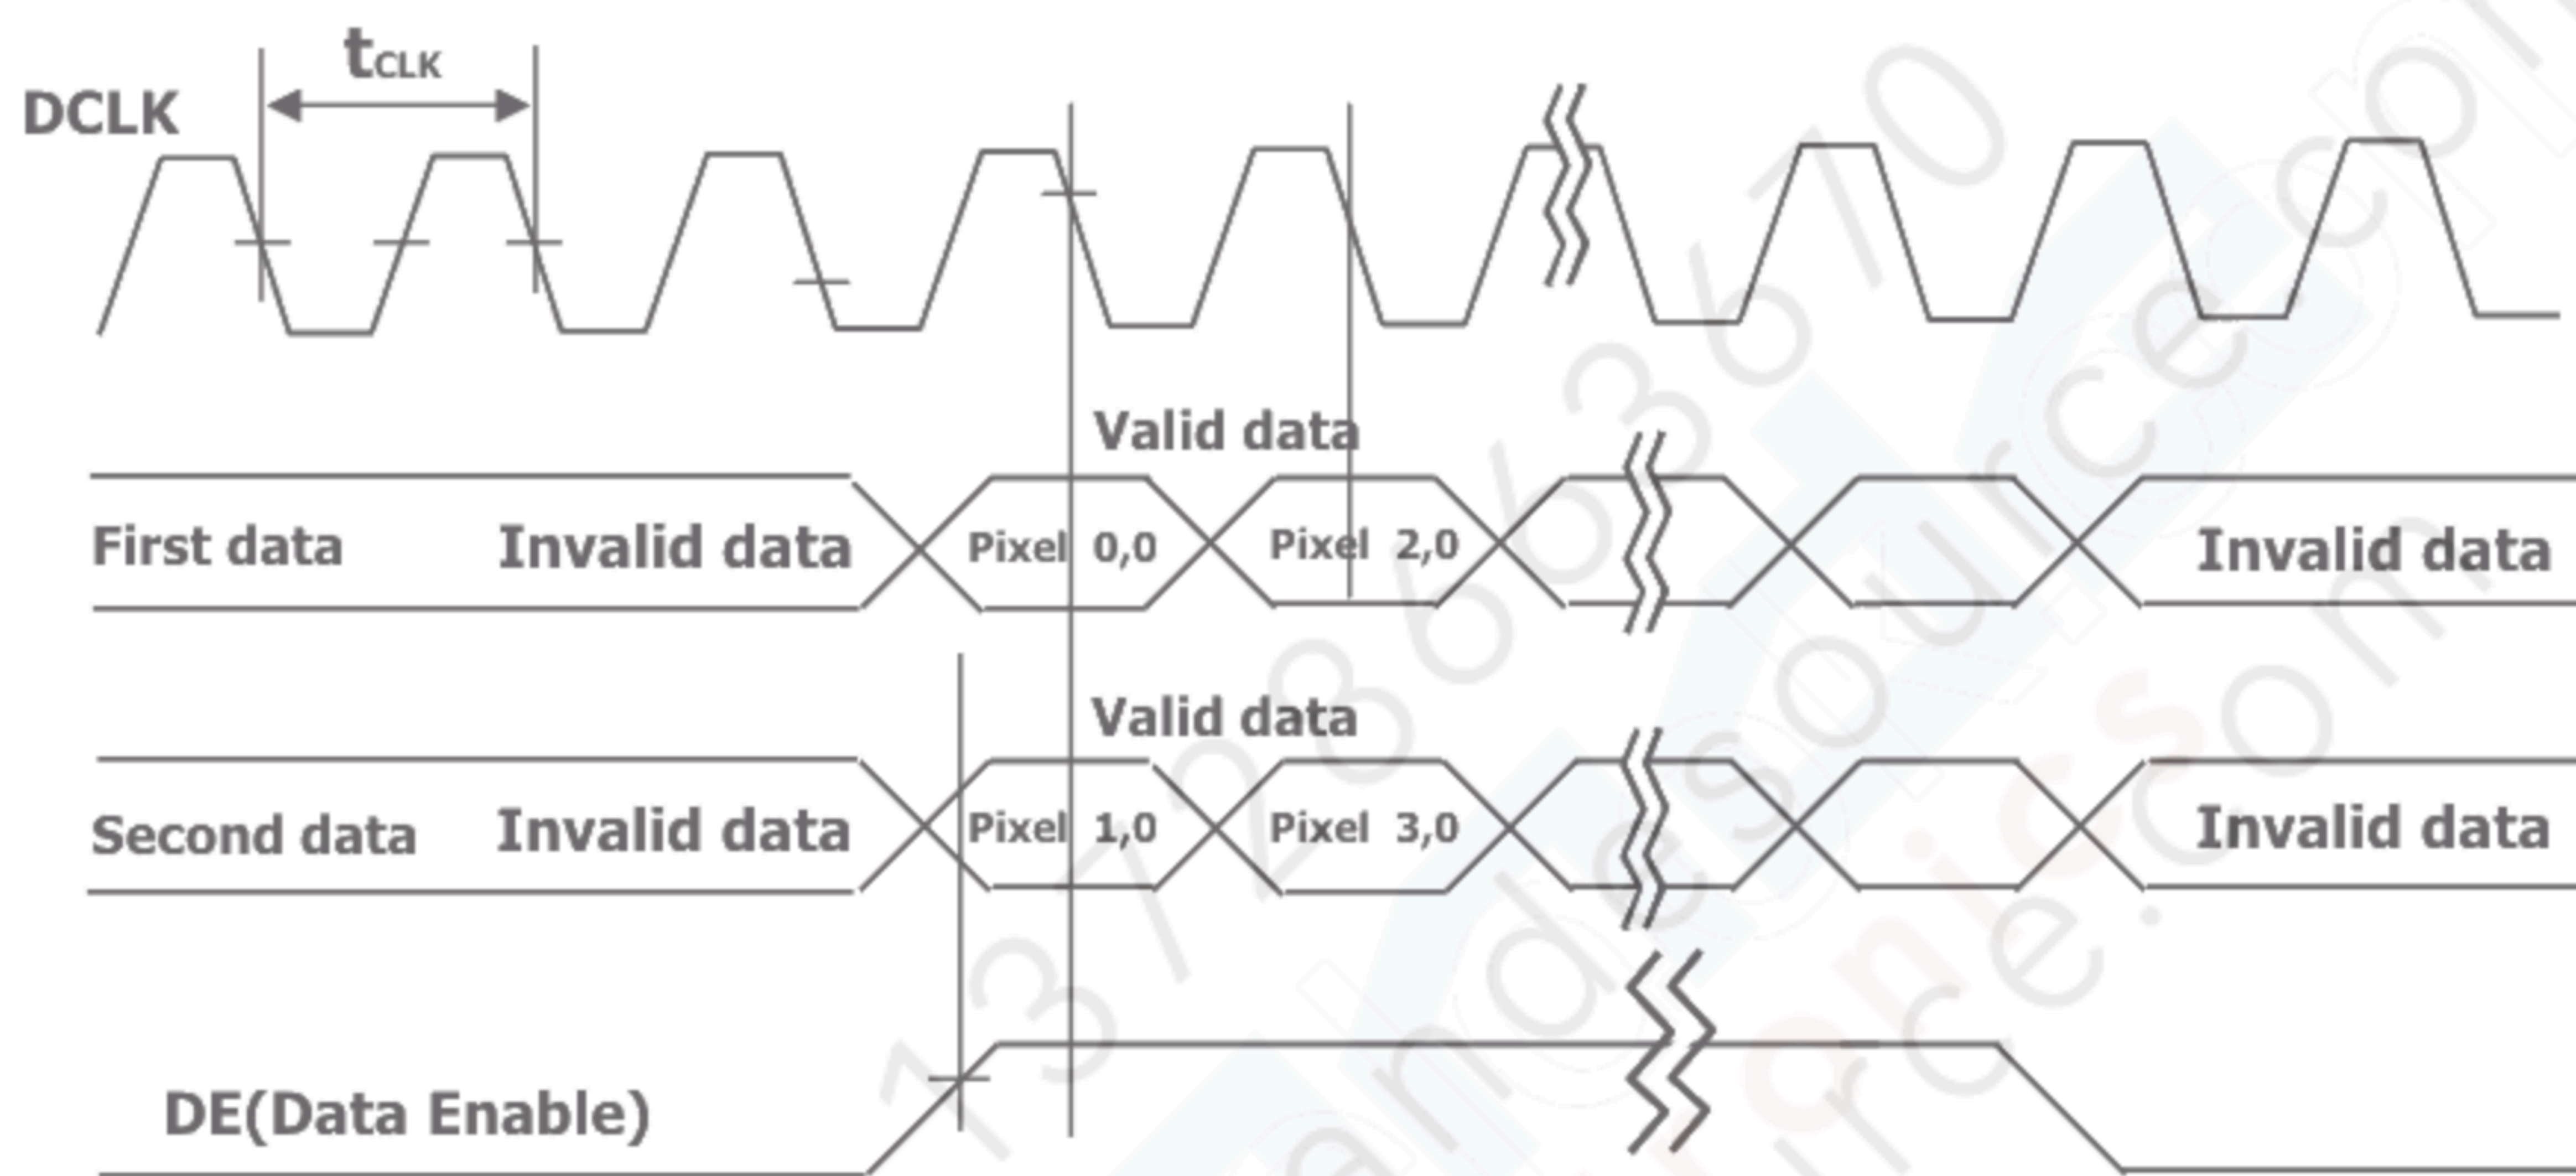 tCLK
DCLK
Valid data
First data Invalid data Pixel 0,0 Pixel 2,0 Invalid data
Valid data
Second data Invalid data Pixel 1,0 Pixel 3,0 Invalid data
DE(Data Enable)